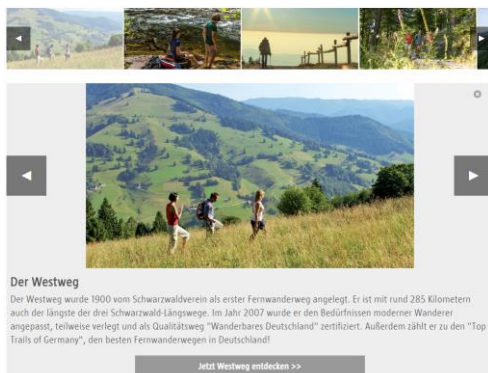 Der Westweg
Der Westweg wurde 1900 vom Schwarzwaldverein als erster Fernwanderweg angelegt. Er ist mit rund 285 Kilometern
auch der längste der drei Schwarzwald-Längswege. Im Jahr 2007 wurde er den Bedürfnissen moderner Wanderer
angepasst, teilweise verlegt und als Qualitätsweg "Wanderbares Deutschland" zertifiziert. Außerdem zählt er zu den "Top
Trails of Germany", den besten Fernwanderwegen in Deutschland!
Jetzt Westweg entdecken >>